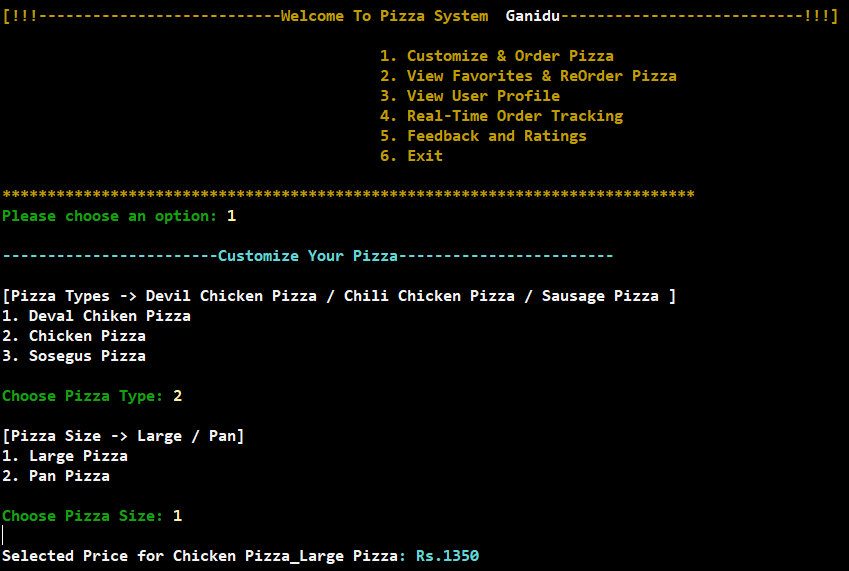 [!!!---------------------------Welcome To Pizza System  Ganidu---------------------------!!!]
1. Customize & Order Pizza
2. View Favorites & ReOrder Pizza
3. View User Profile
4. Real-Time Order Tracking
5. Feedback and Ratings
6. Exit
*****************************************************************************
Please choose an option: 1
------------------------Customize Your Pizza------------------------
[Pizza Types -> Devil Chicken Pizza / Chili Chicken Pizza / Sausage Pizza ]
1. Deval Chiken Pizza
2. Chicken Pizza
3. Sosegus Pizza
Choose Pizza Type: 2
[Pizza Size -> Large / Pan]
1. Large Pizza
2. Pan Pizza
Choose Pizza Size: 1
Selected Price for Chicken Pizza_Large Pizza: Rs.1350